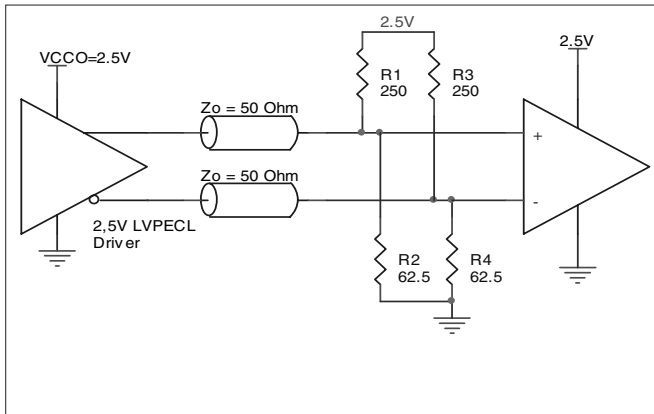 2.5V
VCCO=2.5V
2.5V
R1
250
R3
250
Zo = 50 Ohm
+
Zo = 50 Ohm
-
2,5V LVPECL
Driver
R2
62.5
R4
62.5